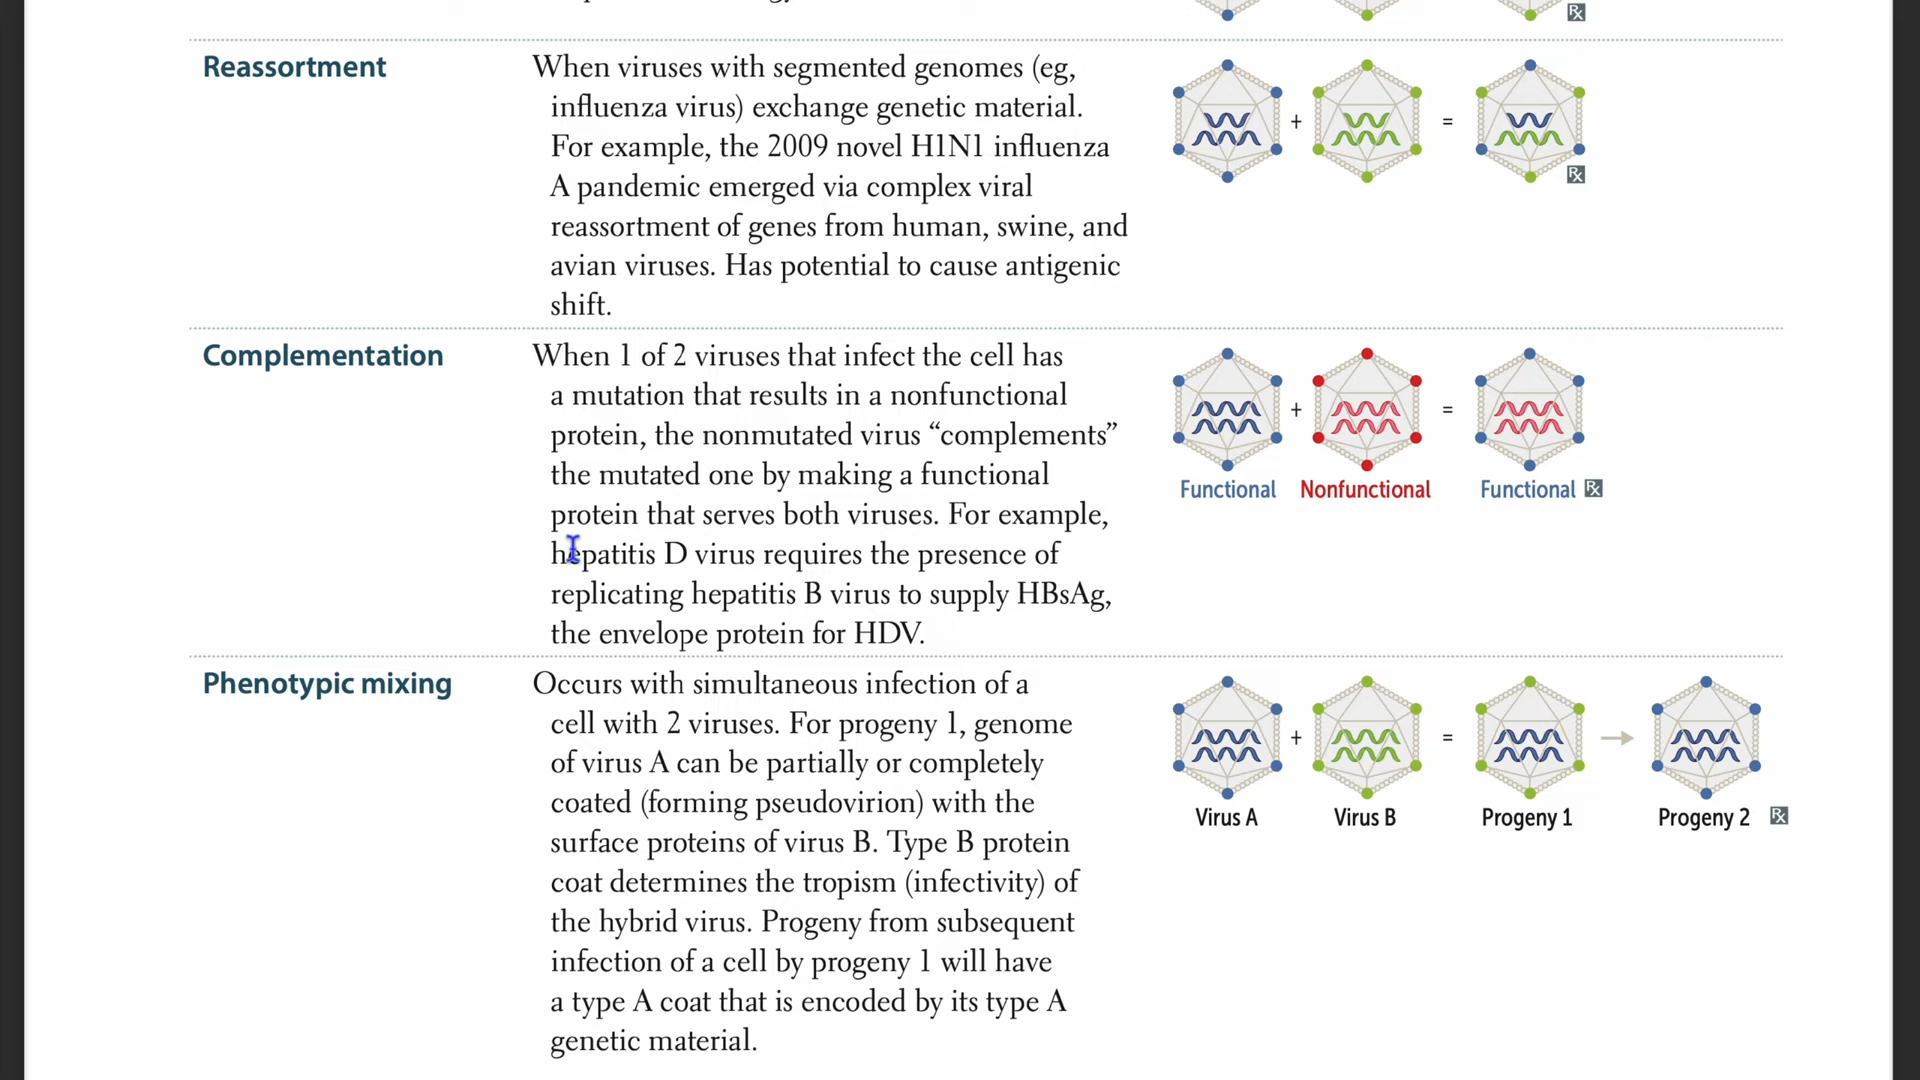 Reassortment
When viruses with segmented genomes (eg,
influenza virus) exchange genetic material.
For example, the 2009 novel H1N1 influenza
A pandemic emerged via complex viral
reassortment of genes from human, swine, and
avian viruses. Has potential to cause antigenic
shift.
+
=
℞
Complementation
When 1 of 2 viruses that infect the cell has
a mutation that results in a nonfunctional
protein, the nonmutated virus “complements”
the mutated one by making a functional
protein that serves both viruses. For example,
hepatitis D virus requires the presence of
replicating hepatitis B virus to supply HBsAg,
the envelope protein for HDV.
+
=
Functional Nonfunctional Functional ℞
Phenotypic mixing
Occurs with simultaneous infection of a
cell with 2 viruses. For progeny 1, genome
of virus A can be partially or completely
coated (forming pseudovirion) with the
surface proteins of virus B. Type B protein
coat determines the tropism (infectivity) of
the hybrid virus. Progeny from subsequent
infection of a cell by progeny 1 will have
a type A coat that is encoded by its type A
genetic material.
+
=
Virus A Virus B Progeny 1 Progeny 2 ℞